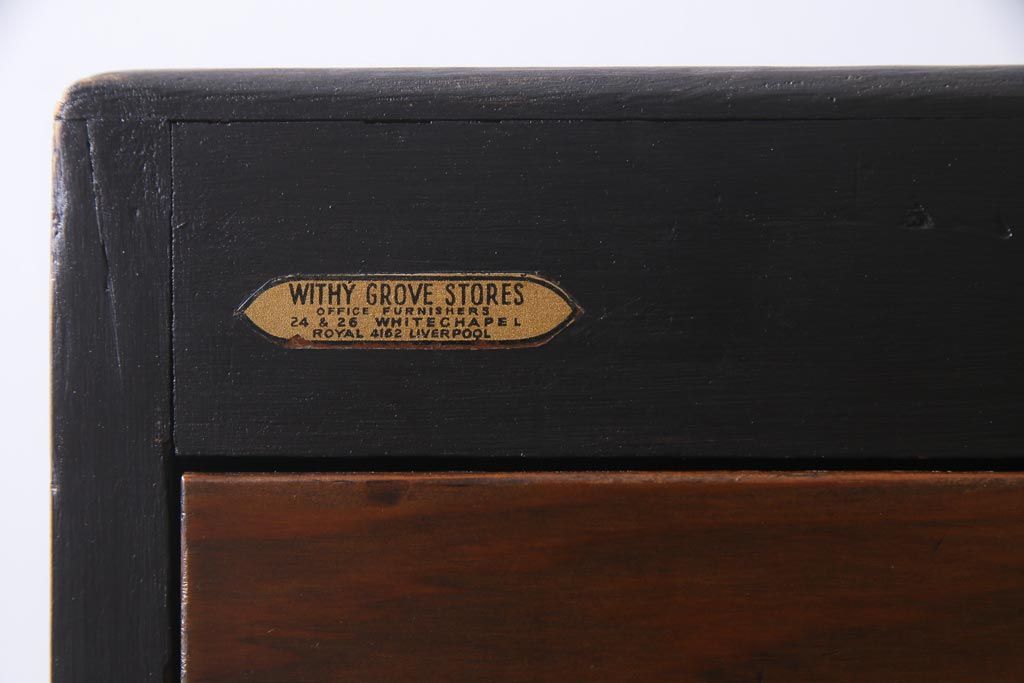 WITHY GROVE STORES
OFFICE FURNISHERS
24 & 26 WHITECHAPEL
ROYAL 4162 LIVERPOOL